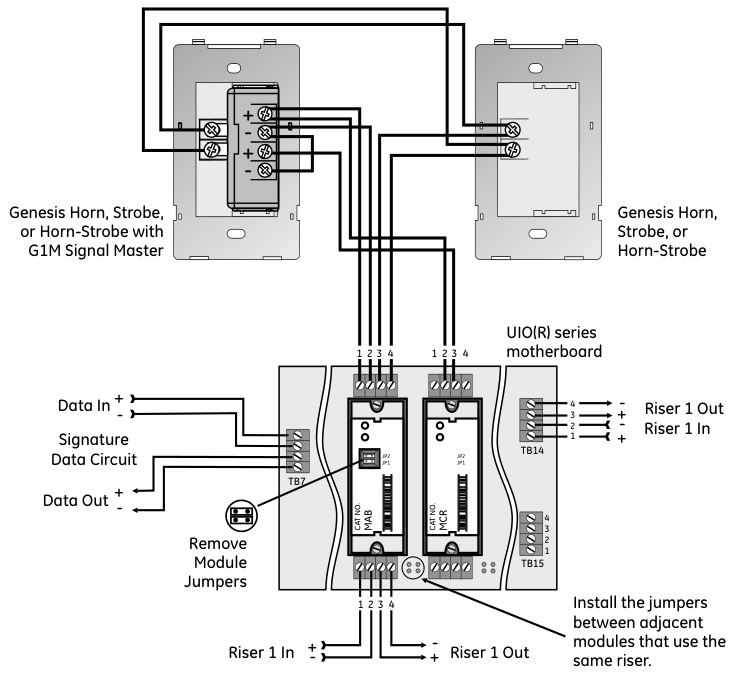 +
-
+
-
Genesis Horn, Strobe,
or Horn-Strobe with
G1M Signal Master
Genesis Horn,
Strobe, or
Horn-Strobe
UIO(R) series
motherboard
1 2 3 4
1 2 3 4
Data In + -
Signature
Data Circuit
Data Out + -
TB7
JP2
JP1
CAT NO.
MAB
JP2
JP1
CAT NO.
MCR
4 -
3 +
2 -
1 +
Riser 1 Out
Riser 1 In
TB14
4
3
2
1
TB15
Remove
Module
Jumpers
1 2 3 4
Riser 1 In + -
- + Riser 1 Out
Install the jumpers
between adjacent
modules that use the
same riser.